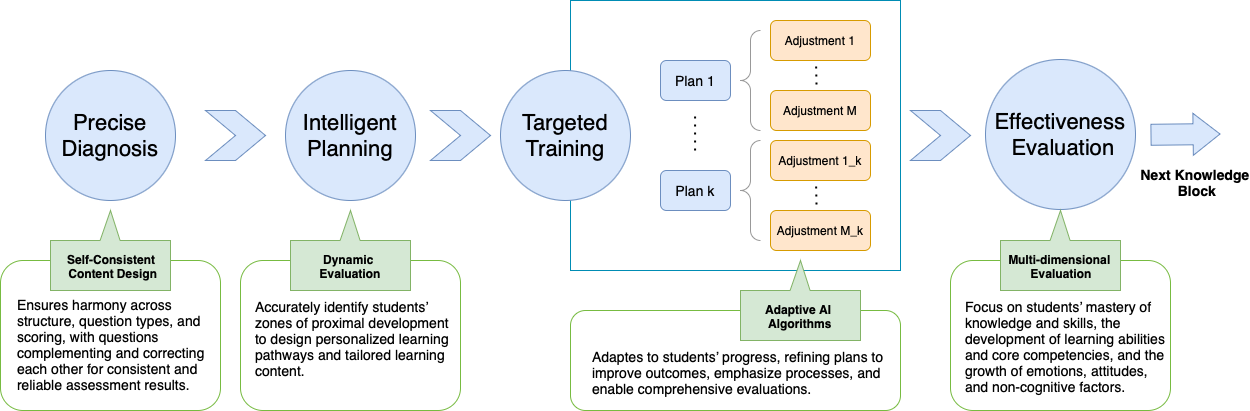 Precise
Diagnosis
Intelligent
Planning
Targeted
Training
Plan 1
Plan k
Adjustment 1
Adjustment M
Adjustment 1_k
Adjustment M_k
Effectiveness
Evaluation
Next Knowledge
Block
Self-Consistent
Content Design
Ensures harmony across
structure, question types, and
scoring, with questions
complementing and correcting
each other for consistent and
reliable assessment results.
Dynamic
Evaluation
Accurately identify students’
zones of proximal development
to design personalized learning
pathways and tailored learning
content.
Adaptive AI
Algorithms
Adaptes to students’ progress, refining plans to
improve outcomes, emphasize processes, and
enable comprehensive evaluations.
Multi-dimensional
Evaluation
Focus on students’ mastery of
knowledge and skills, the
development of learning abilities
and core competencies, and the
growth of emotions, attitudes,
and non-cognitive factors.